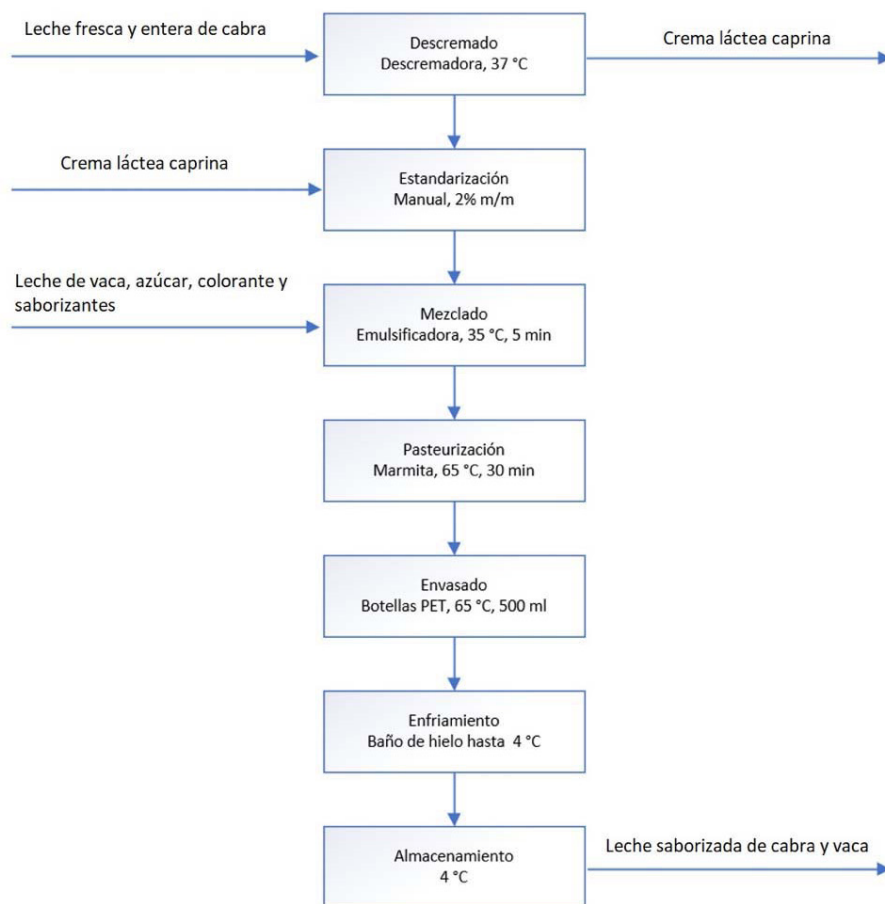 Leche fresca y entera de cabra
Descremado
Descremadora, 37 °C
Crema láctea caprina
Crema láctea caprina
Estandarización
Manual, 2% m/m
Leche de vaca, azúcar, colorante y
saborizantes
Mezclado
Emulsificadora, 35 °C, 5 min
Pasteurización
Marmita, 65 °C, 30 min
Envasado
Botellas PET, 65 °C, 500 ml
Enfriamiento
Baño de hielo hasta 4 °C
Almacenamiento
4 °C
Leche saborizada de cabra y vaca